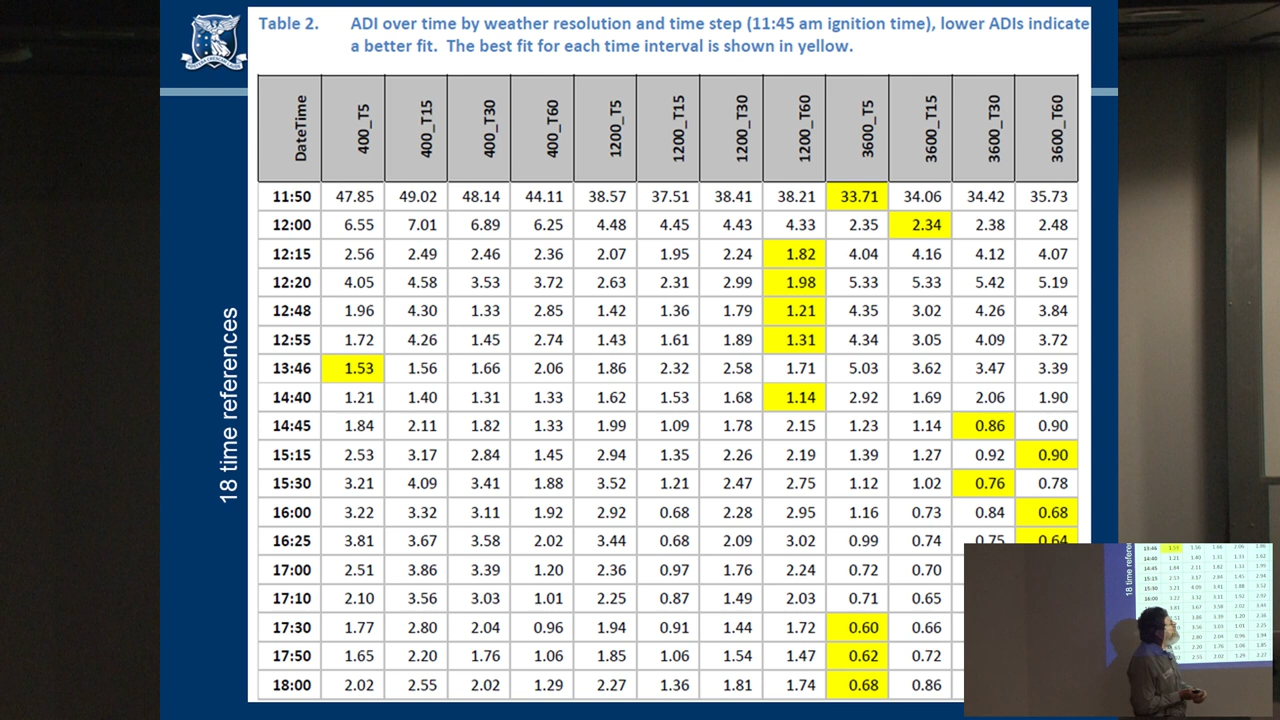 Table 2. ADI over time by weather resolution and time step (11:45 am ignition time), lower ADIs indicate
a better fit. The best fit for each time interval is shown in yellow.
DateTime 400_T5 400_T15 400_T30 400_T60 1200_T5 1200_T15 1200_T30 1200_T60 3600_T5 3600_T15 3600_T30 3600_T60
11:50 47.85 49.02 48.14 44.11 38.57 37.51 38.41 38.21 33.71 34.06 34.42 35.73
12:00 6.55 7.01 6.89 6.25 4.48 4.45 4.43 4.33 2.35 2.34 2.38 2.48
12:15 2.56 2.49 2.46 2.36 2.07 1.95 2.24 1.82 4.04 4.16 4.12 4.07
12:20 4.05 4.58 3.53 3.72 2.63 2.31 2.99 1.98 5.33 5.33 5.42 5.19
12:48 1.96 4.30 1.33 2.85 1.42 1.36 1.79 1.21 4.35 3.02 4.26 3.84
12:55 1.72 4.26 1.45 2.74 1.43 1.61 1.89 1.31 4.34 3.05 4.09 3.72
13:46 1.53 1.56 1.66 2.06 1.86 2.32 2.58 1.71 5.03 3.62 3.47 3.39
14:40 1.21 1.40 1.31 1.33 1.62 1.53 1.68 1.14 2.92 1.69 2.06 1.90
14:45 1.84 2.11 1.82 1.33 1.99 1.09 1.78 2.15 1.23 1.14 0.86 0.90
15:15 2.53 3.17 2.84 1.45 2.94 1.35 2.26 2.19 1.39 1.27 0.92 0.90
15:30 3.21 4.09 3.41 1.88 3.52 1.21 2.47 2.75 1.12 1.02 0.76 0.78
16:00 3.22 3.32 3.11 1.92 2.92 0.68 2.28 2.95 1.16 0.73 0.84 0.68
16:25 3.81 3.67 3.58 2.02 3.44 0.68 2.09 3.02 0.99 0.74 0.75 0.64
17:00 2.51 3.86 3.39 1.20 2.36 0.97 1.76 2.24 0.72 0.70
17:10 2.10 3.56 3.03 1.01 2.25 0.87 1.49 2.03 0.71 0.65
17:30 1.77 2.80 2.04 0.96 1.94 0.91 1.44 1.72 0.60 0.66
17:50 1.65 2.20 1.76 1.06 1.85 1.06 1.54 1.47 0.62 0.72
18:00 2.02 2.55 2.02 1.29 2.27 1.36 1.81 1.74 0.68 0.86
18 time references